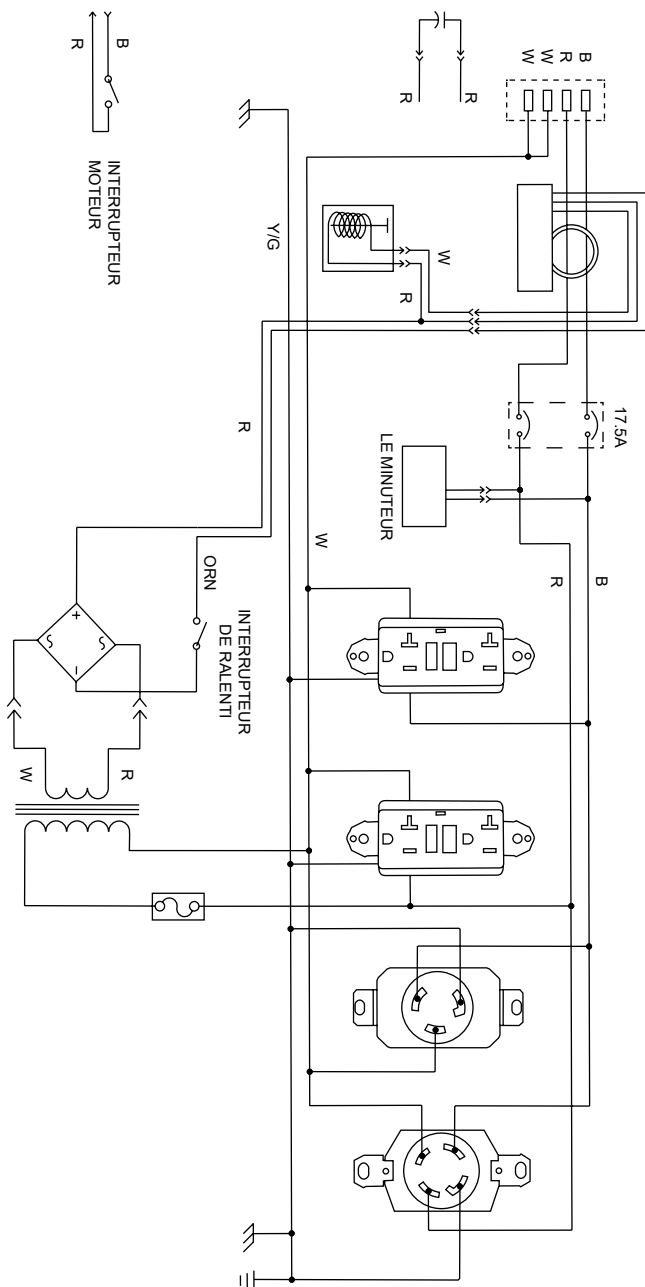 B
R
W
W
R
R
B
R
INTERRUPTEUR
MOTEUR
Y/G
W
R
17.5A
LE MINUTEUR
R
W
B
R
ORN
INTERRUPTEUR
DE RALENTI
+
−
R
W